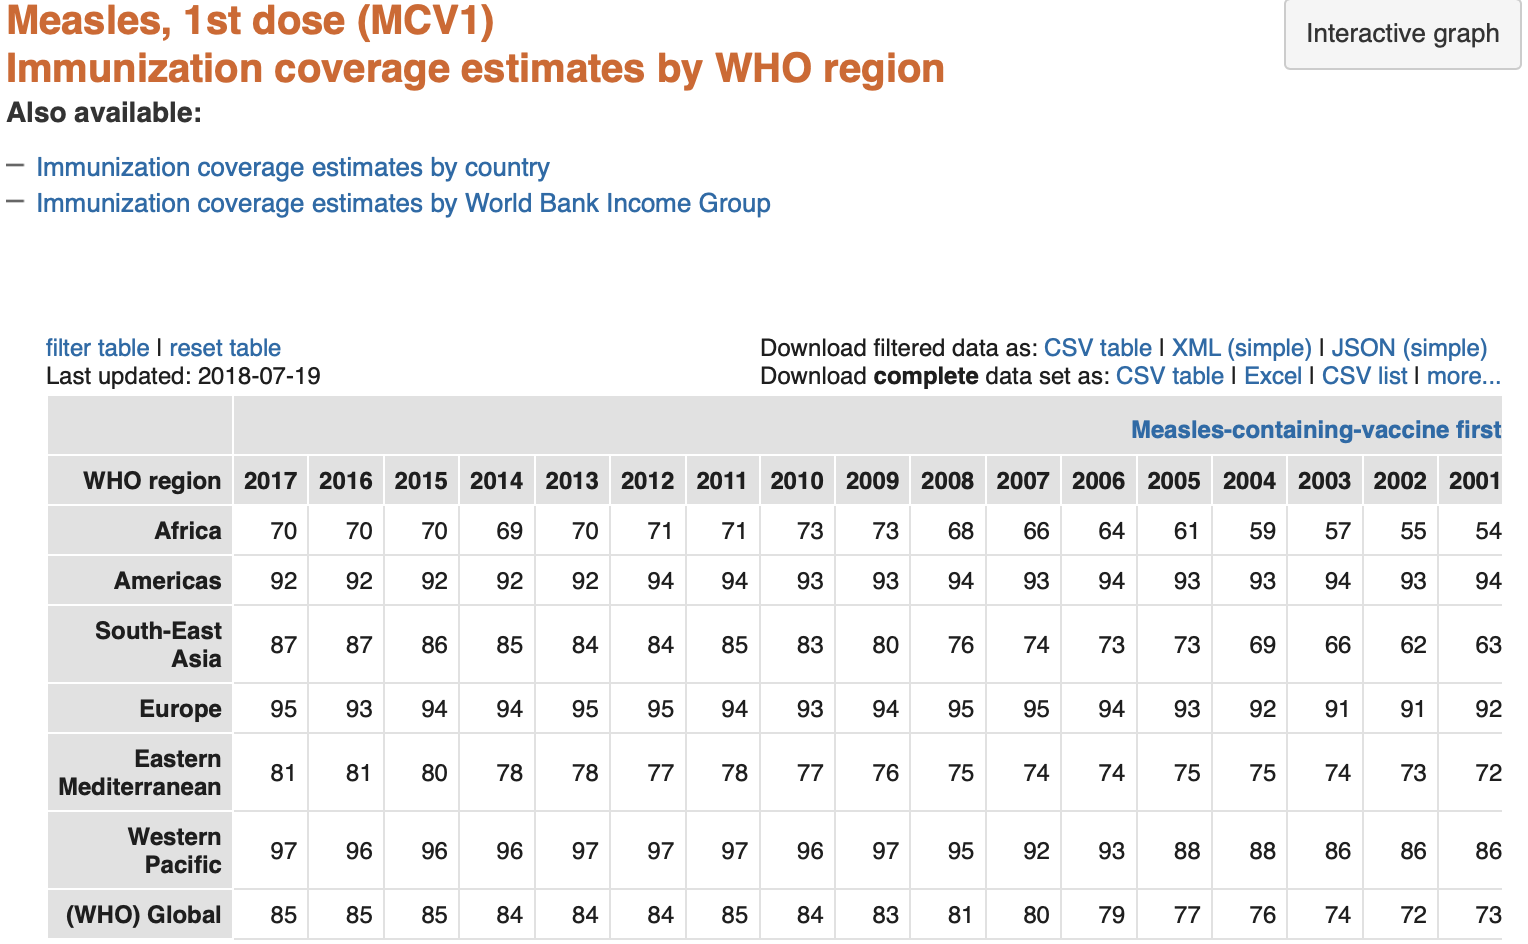 Measles, 1st dose (MCV1)
Immunization coverage estimates by WHO region
Interactive graph
Also available:
— Immunization coverage estimates by country
— Immunization coverage estimates by World Bank Income Group
filter table | reset table
Last updated: 2018-07-19
Download filtered data as: CSV table | XML (simple) | JSON (simple)
Download complete data set as: CSV table | Excel | CSV list | more...
Measles-containing-vaccine first
WHO region 2017 2016 2015 2014 2013 2012 2011 2010 2009 2008 2007 2006 2005 2004 2003 2002 2001
Africa 70 70 70 69 70 71 71 73 73 68 66 64 61 59 57 55 54
Americas 92 92 92 92 92 94 94 93 93 94 93 94 93 93 94 93 94
South-East
Asia 87 87 86 85 84 84 85 83 80 76 74 73 73 69 66 62 63
Europe 95 93 94 94 95 95 94 93 94 95 95 94 93 92 91 91 92
Eastern
Mediterranean 81 81 80 78 78 77 78 77 76 75 74 74 75 75 74 73 72
Western
Pacific 97 96 96 96 97 97 97 96 97 95 92 93 88 88 86 86 86
(WHO) Global 85 85 85 84 84 84 85 84 83 81 80 79 77 76 74 72 73